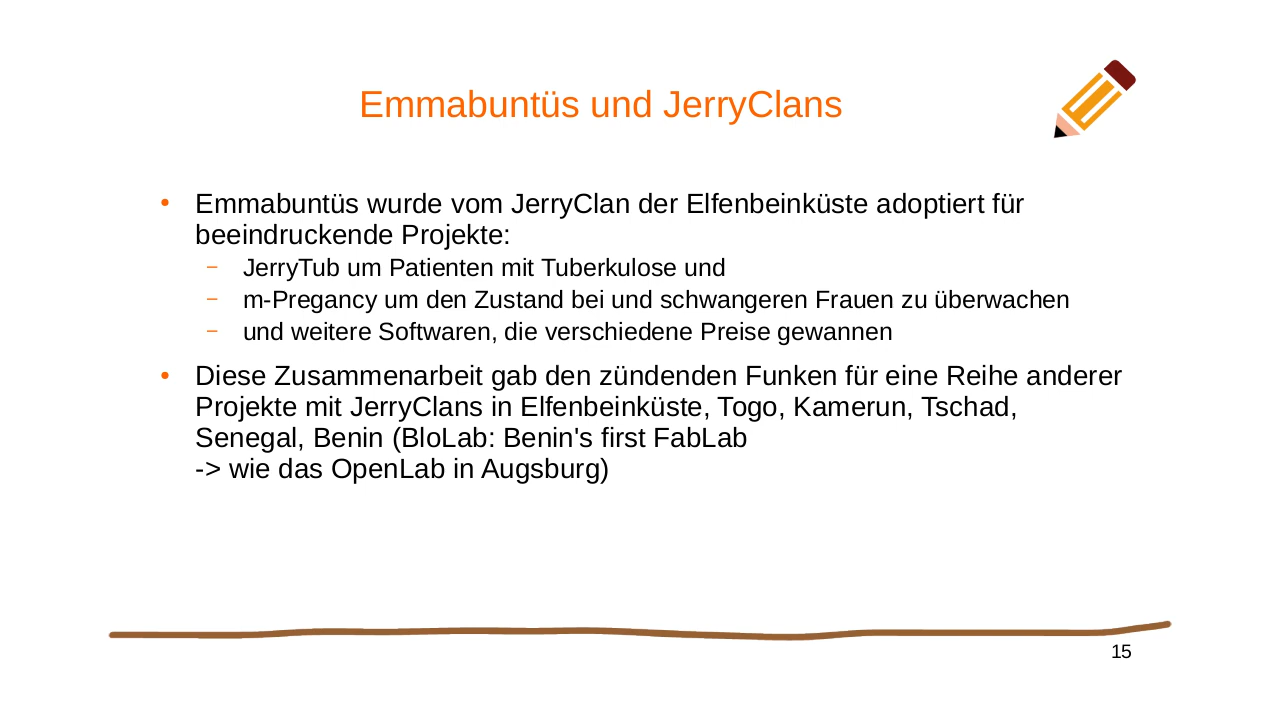 Emmabuntüs und JerryClans
• Emmabuntüs wurde vom JerryClan der Elfenbeinküste adoptiert für
beeindruckende Projekte:
– JerryTub um Patienten mit Tuberkulose und
– m-Pregancy um den Zustand bei und schwangeren Frauen zu überwachen
– und weitere Softwaren, die verschiedene Preise gewannen
• Diese Zusammenarbeit gab den zündenden Funken für eine Reihe anderer
Projekte mit JerryClans in Elfenbeinküste, Togo, Kamerun, Tschad,
Senegal, Benin (BloLab: Benin's first FabLab
-> wie das OpenLab in Augsburg)
15